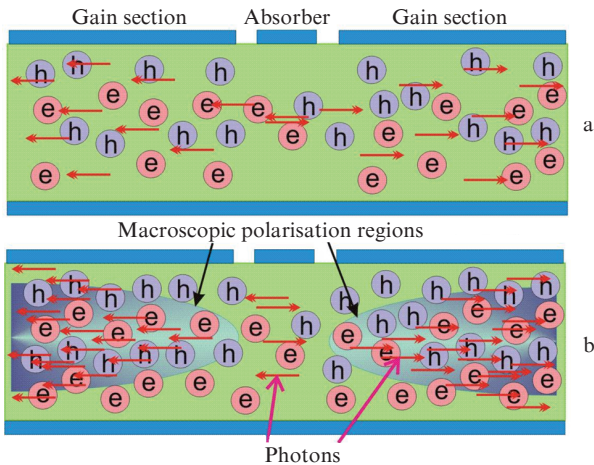 Gain section Absorber Gain section
h h h h h h h h
e e e e h h h e e e
h h h h e h e h h h
e e e e e e
a
Macroscopic polarisation regions
h h h h h h h h h h
e e e e e h e h h e e e
h h h h h e e h h h h
e e e e e h e e e e
b
Photons